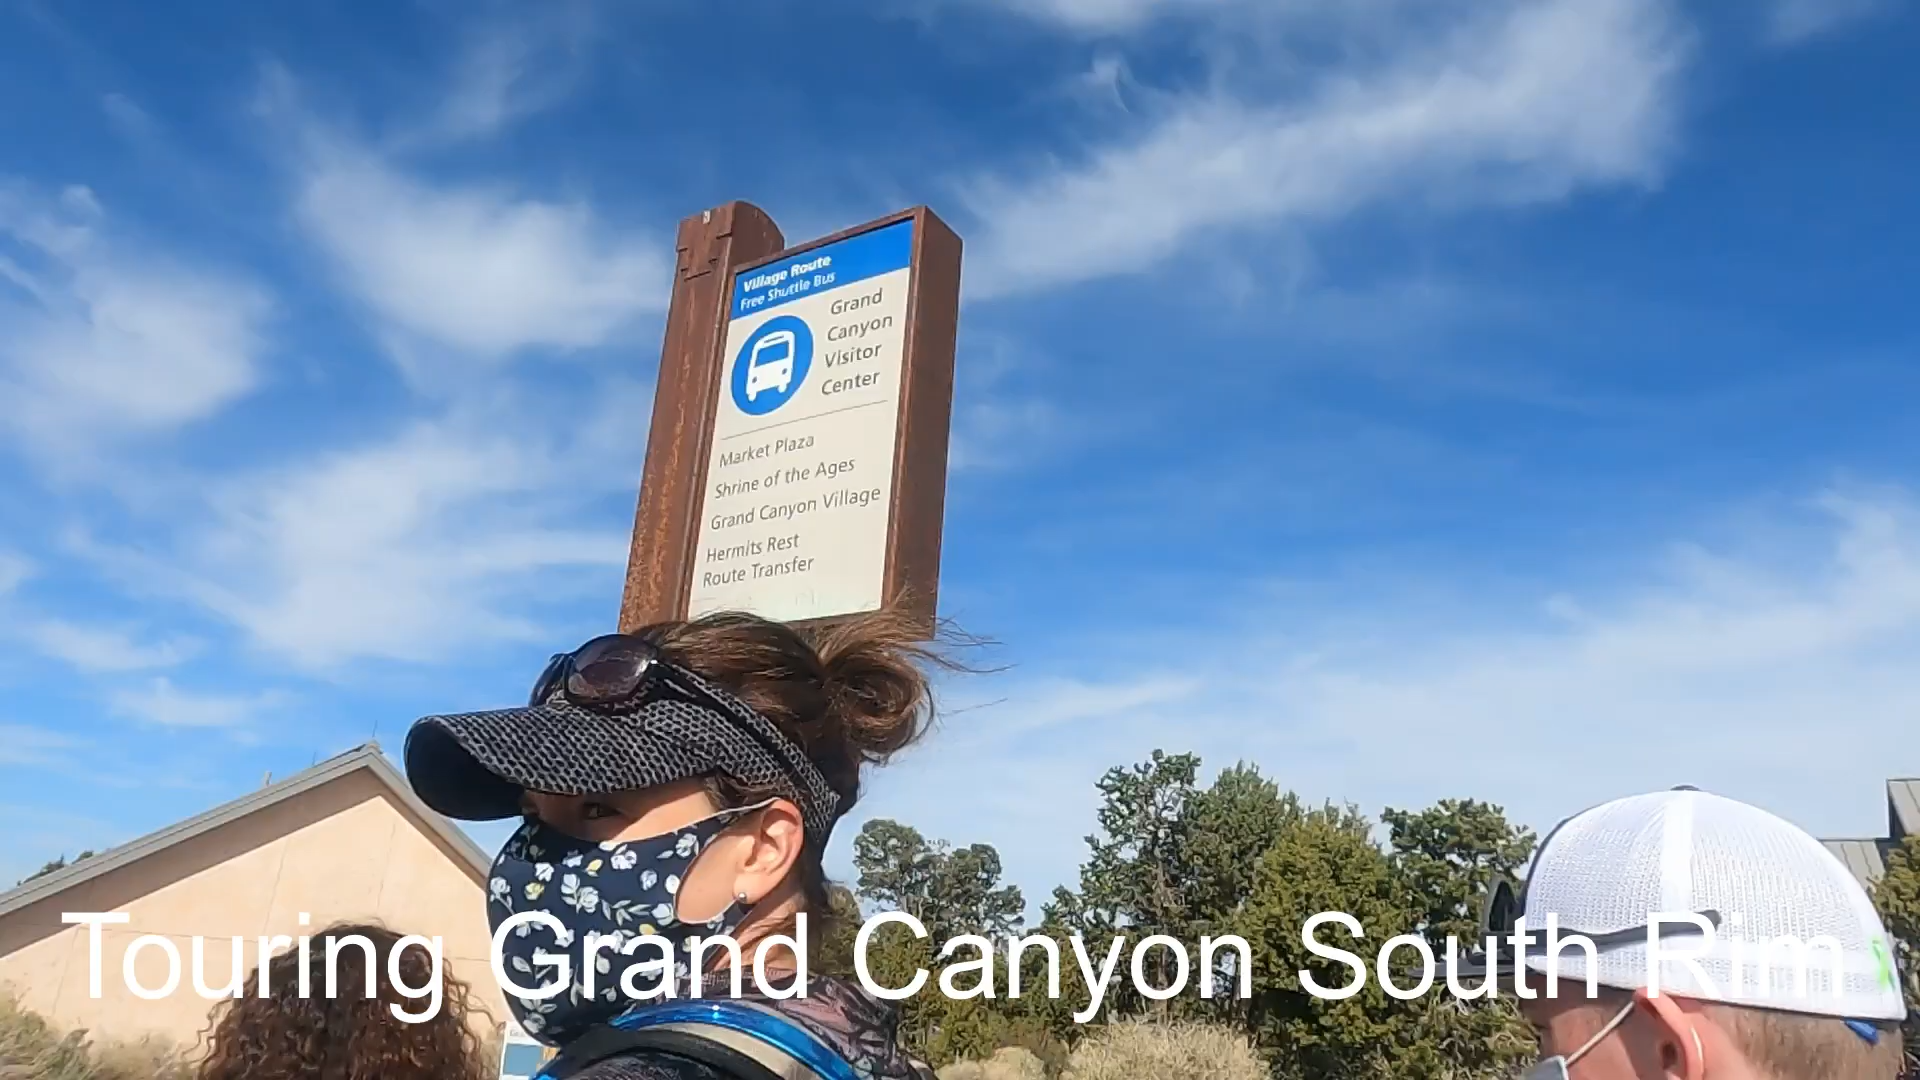 Village Route
Free Shuttle Bus
Grand
Canyon
Visitor
Center
Market Plaza
Shrine of the Ages
Grand Canyon Village
Hermits Rest
Route Transfer
Touring Grand Canyon South Rim